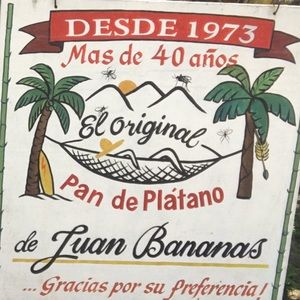 DESDE 1973
Mas de 40 años
El original
Pan de Plátano
de Juan Bananas
... Gracias por su Preferencia!